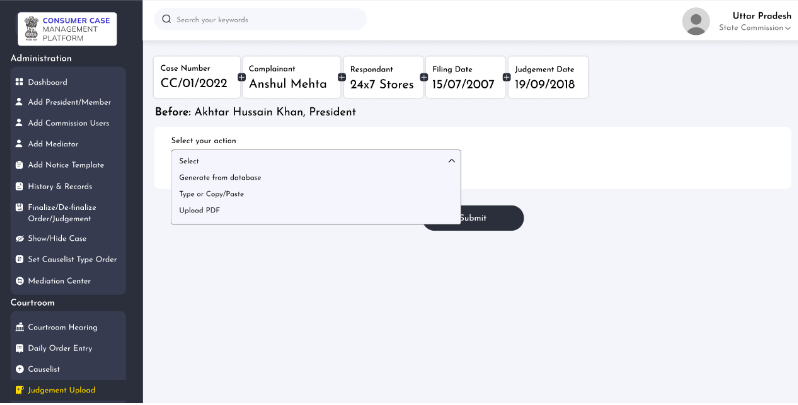 CONSUMER CASE
MANAGEMENT
PLATFORM
Search your keywords
Uttar Pradesh
State Commission
Administration
Dashboard
Add President/Member
Add Commission Users
Add Mediator
Add Notice Template
History & Records
Finalize/De-finalize
Order/Judgement
Show/Hide Case
Set Causelist Type Order
Mediation Center
Courtroom
Courtroom Hearing
Daily Order Entry
Causelist
Judgement Upload
Case Number
CC/01/2022
Complainant
Anshul Mehta
Respondant
24x7 Stores
Filing Date
15/07/2007
Judgement Date
19/09/2018
Before: Akhtar Hussain Khan, President
Select your action
Select
Generate from database
Type or Copy/Paste
Upload PDF
Submit